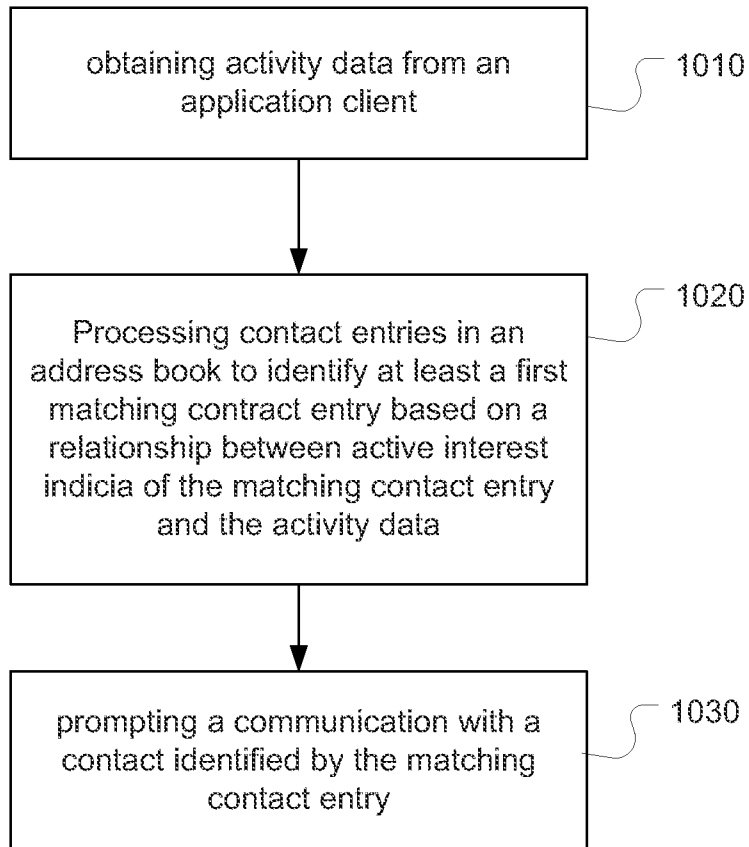 obtaining activity data from an
application client
1010
Processing contact entries in an
address book to identify at least a first
matching contract entry based on a
relationship between active interest
indicia of the matching contact entry
and the activity data
1020
prompting a communication with a
contact identified by the matching
contact entry
1030